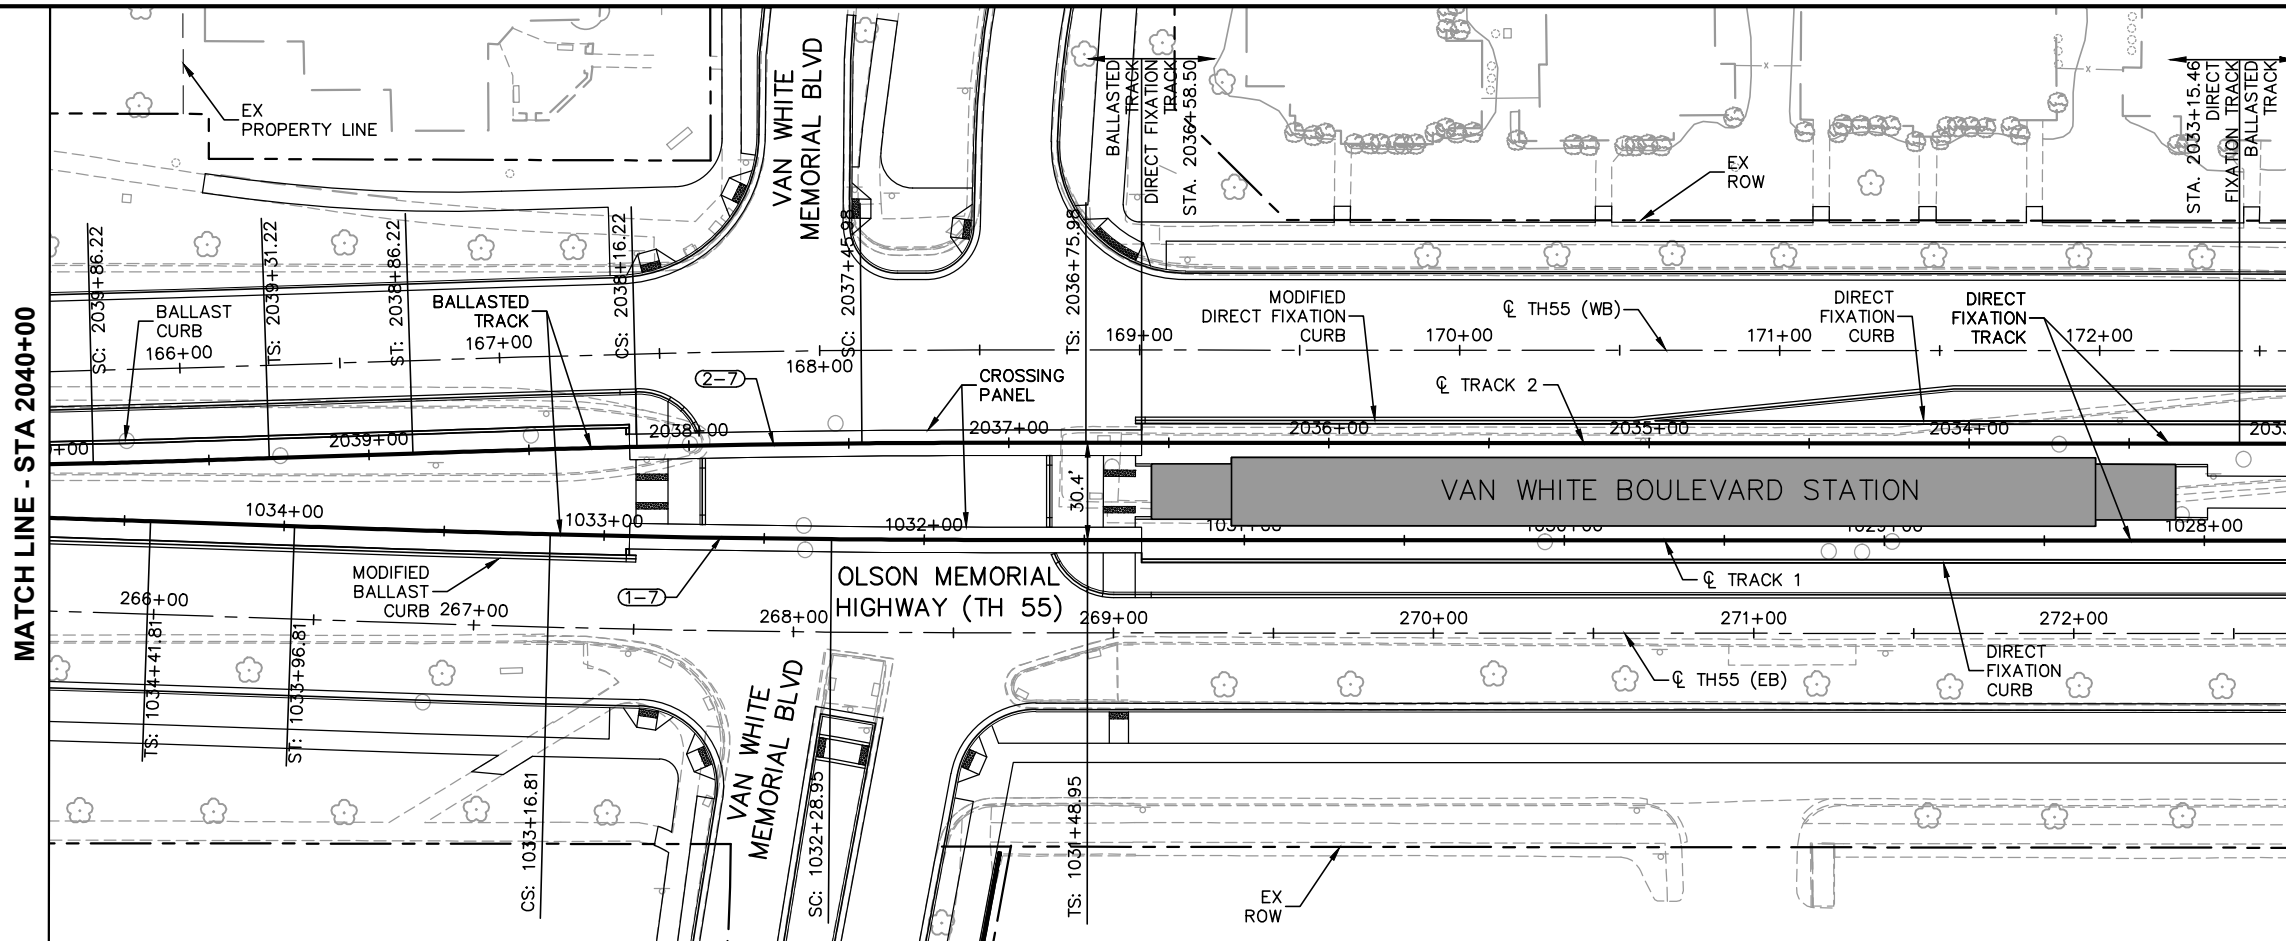 MATCH LINE - STA 2040+00
EX
PROPERTY LINE
VAN WHITE
MEMORIAL BLVD
BALLASTED
TRACK
DIRECT FIXATION
TRACK
STA. 2036+58.50
EX
ROW
STA. 2033+15.46
DIRECT
FIXATION TRACK
BALLASTED
TRACK
SC: 2039+86.22
TS: 2039+31.22
ST: 2038+86.22
CS: 2038+16.22
SC: 2037+45.98
TS: 2036+75.98
BALLAST
CURB
BALLASTED
TRACK
MODIFIED
DIRECT FIXATION
CURB
℄ TH55 (WB)
DIRECT
FIXATION
CURB
DIRECT
FIXATION
TRACK
166+00
167+00
168+00
169+00
170+00
171+00
172+00
2-7
CROSSING
PANEL
℄ TRACK 2
2039+00
2038+00
2037+00
2036+00
2035+00
2034+00
30.4'
VAN WHITE BOULEVARD STATION
1034+00
1033+00
1032+00
1028+00
MODIFIED
BALLAST
CURB
1-7
OLSON MEMORIAL
HIGHWAY (TH 55)
℄ TRACK 1
266+00
267+00
268+00
269+00
270+00
271+00
272+00
℄ TH55 (EB)
DIRECT
FIXATION
CURB
TS: 1034+41.81
ST: 1033+96.81
CS: 1033+16.81
VAN WHITE
MEMORIAL BLVD
SC: 1032+28.95
TS: 1031+48.95
EX
ROW